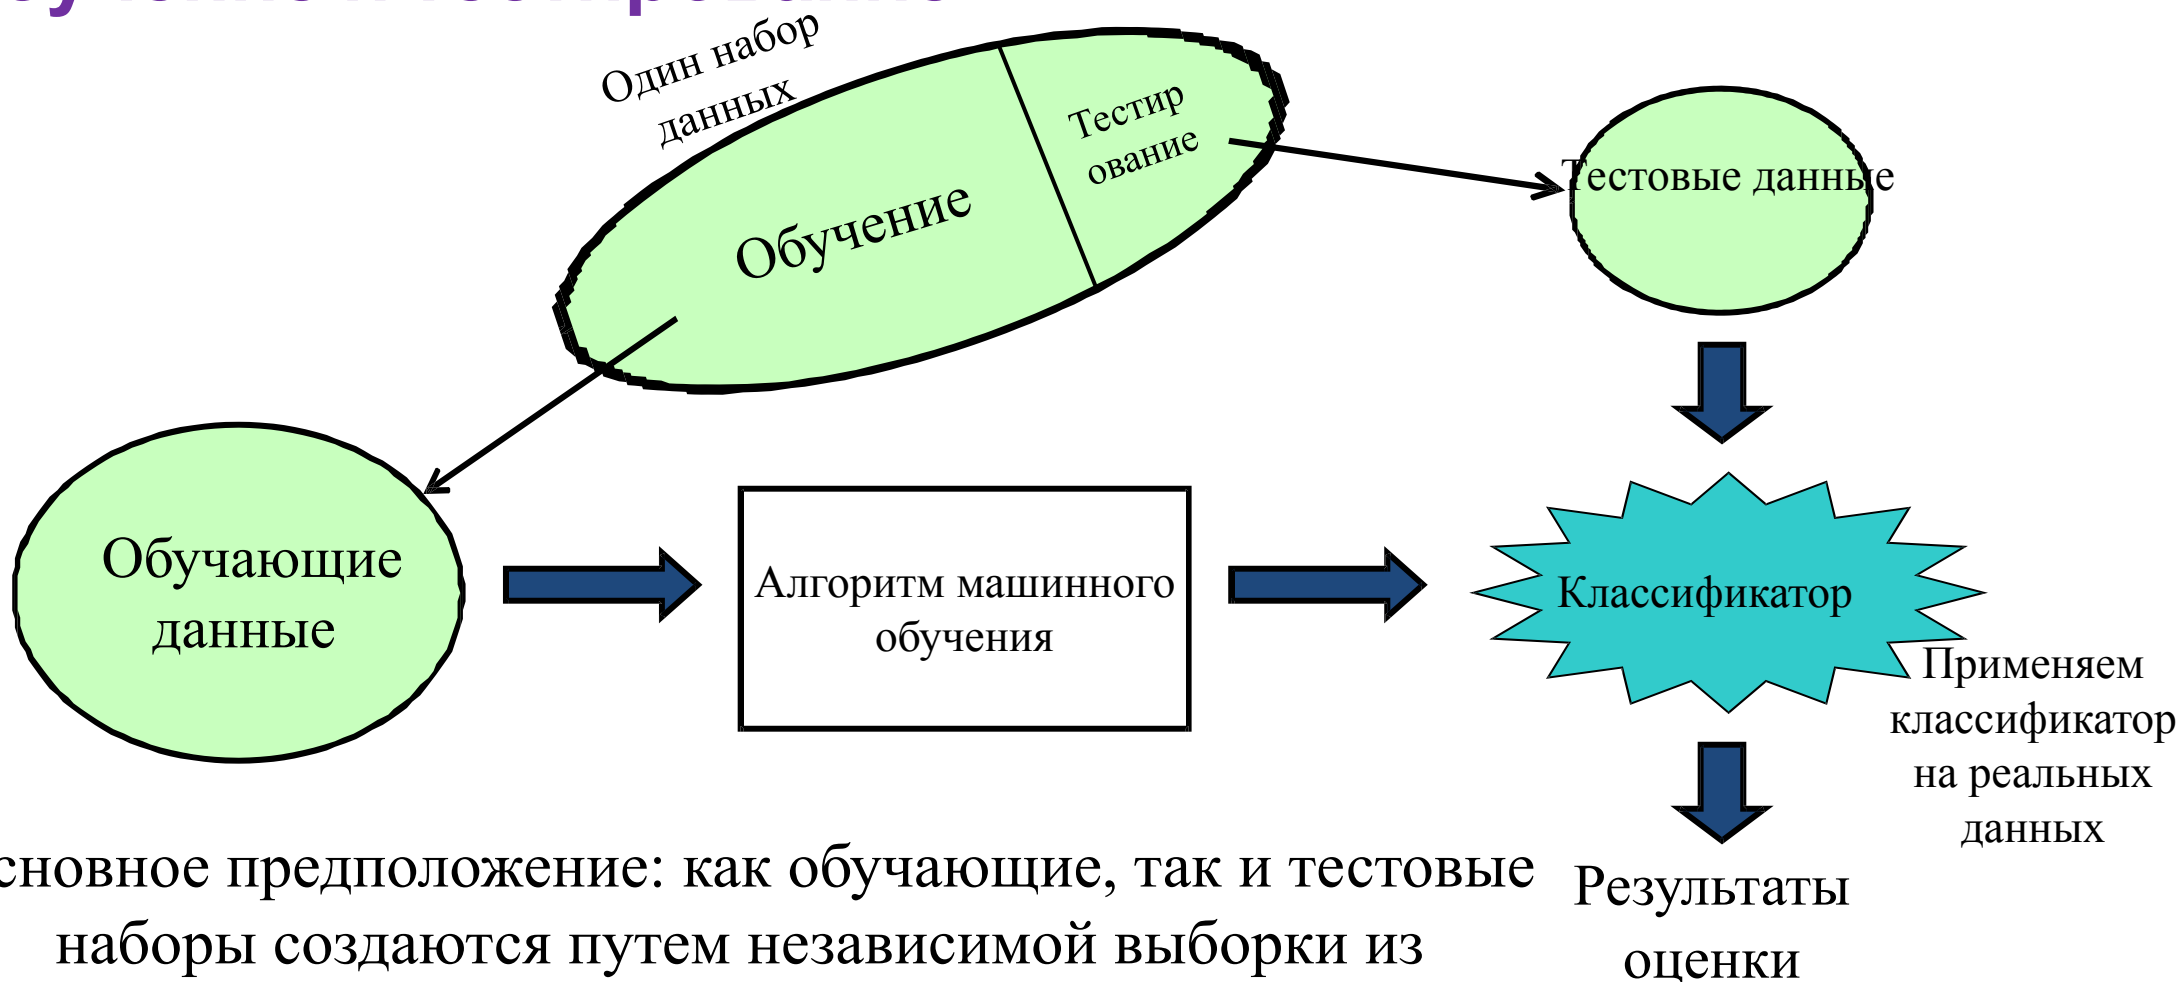 Один набор
данных
Тестир
ование
Обучение
Тестовые данные
Обучающие
данные
Алгоритм машинного
обучения
Классификатор
Применяем
классификатор
на реальных
данных
сновное предположение: как обучающие, так и тестовые
наборы создаются путем независимой выборки из
Результаты
оценки